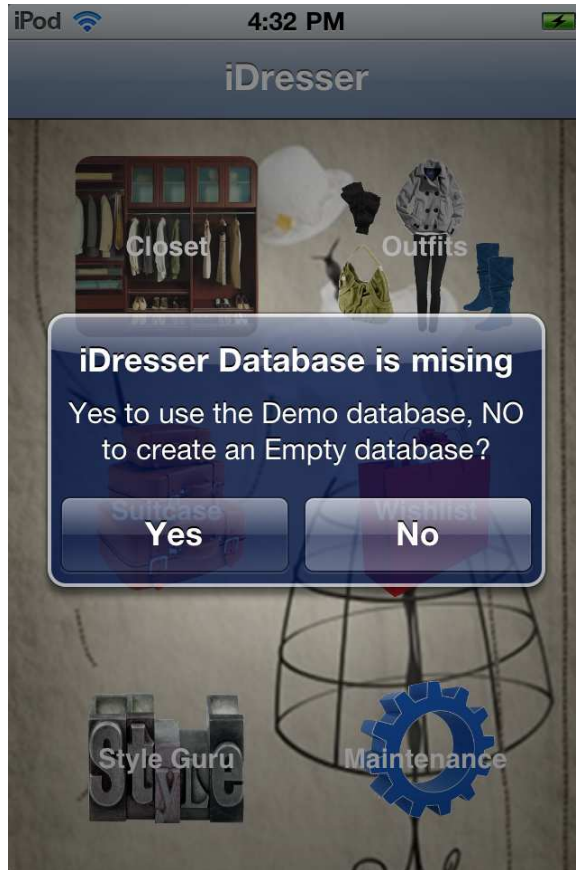 iPod 4:32 PM
iDresser
Closet Outfits
iDresser Database is mising
Yes to use the Demo database, NO
to create an Empty database?
Suitcase Wishlist
Yes No
Style Guru Maintenance
Style